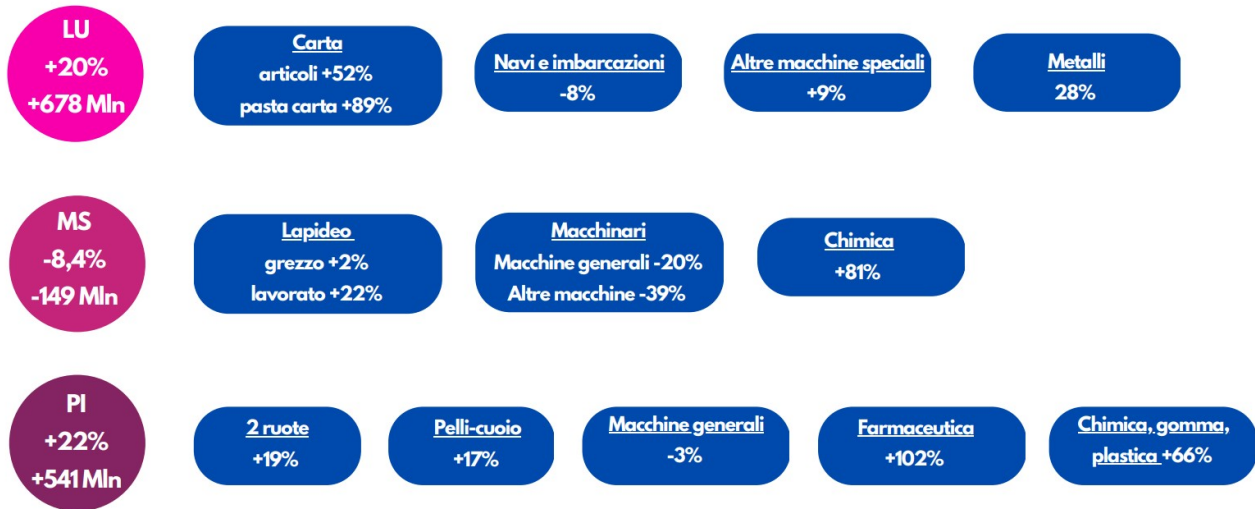 LU
+20%
+678 Mln
Carta
articoli +52%
pasta carta +89%
Navi e imbarcazioni
-8%
Altre macchine speciali
+9%
Metalli
28%
MS
-8,4%
-149 Mln
Lapideo
grezzo +2%
lavorato +22%
Macchinari
Macchine generali -20%
Altre macchine -39%
Chimica
+81%
PI
+22%
+541 Mln
2 ruote
+19%
Pelli-cuoio
+17%
Macchine generali
-3%
Farmaceutica
+102%
Chimica, gomma,
plastica +66%